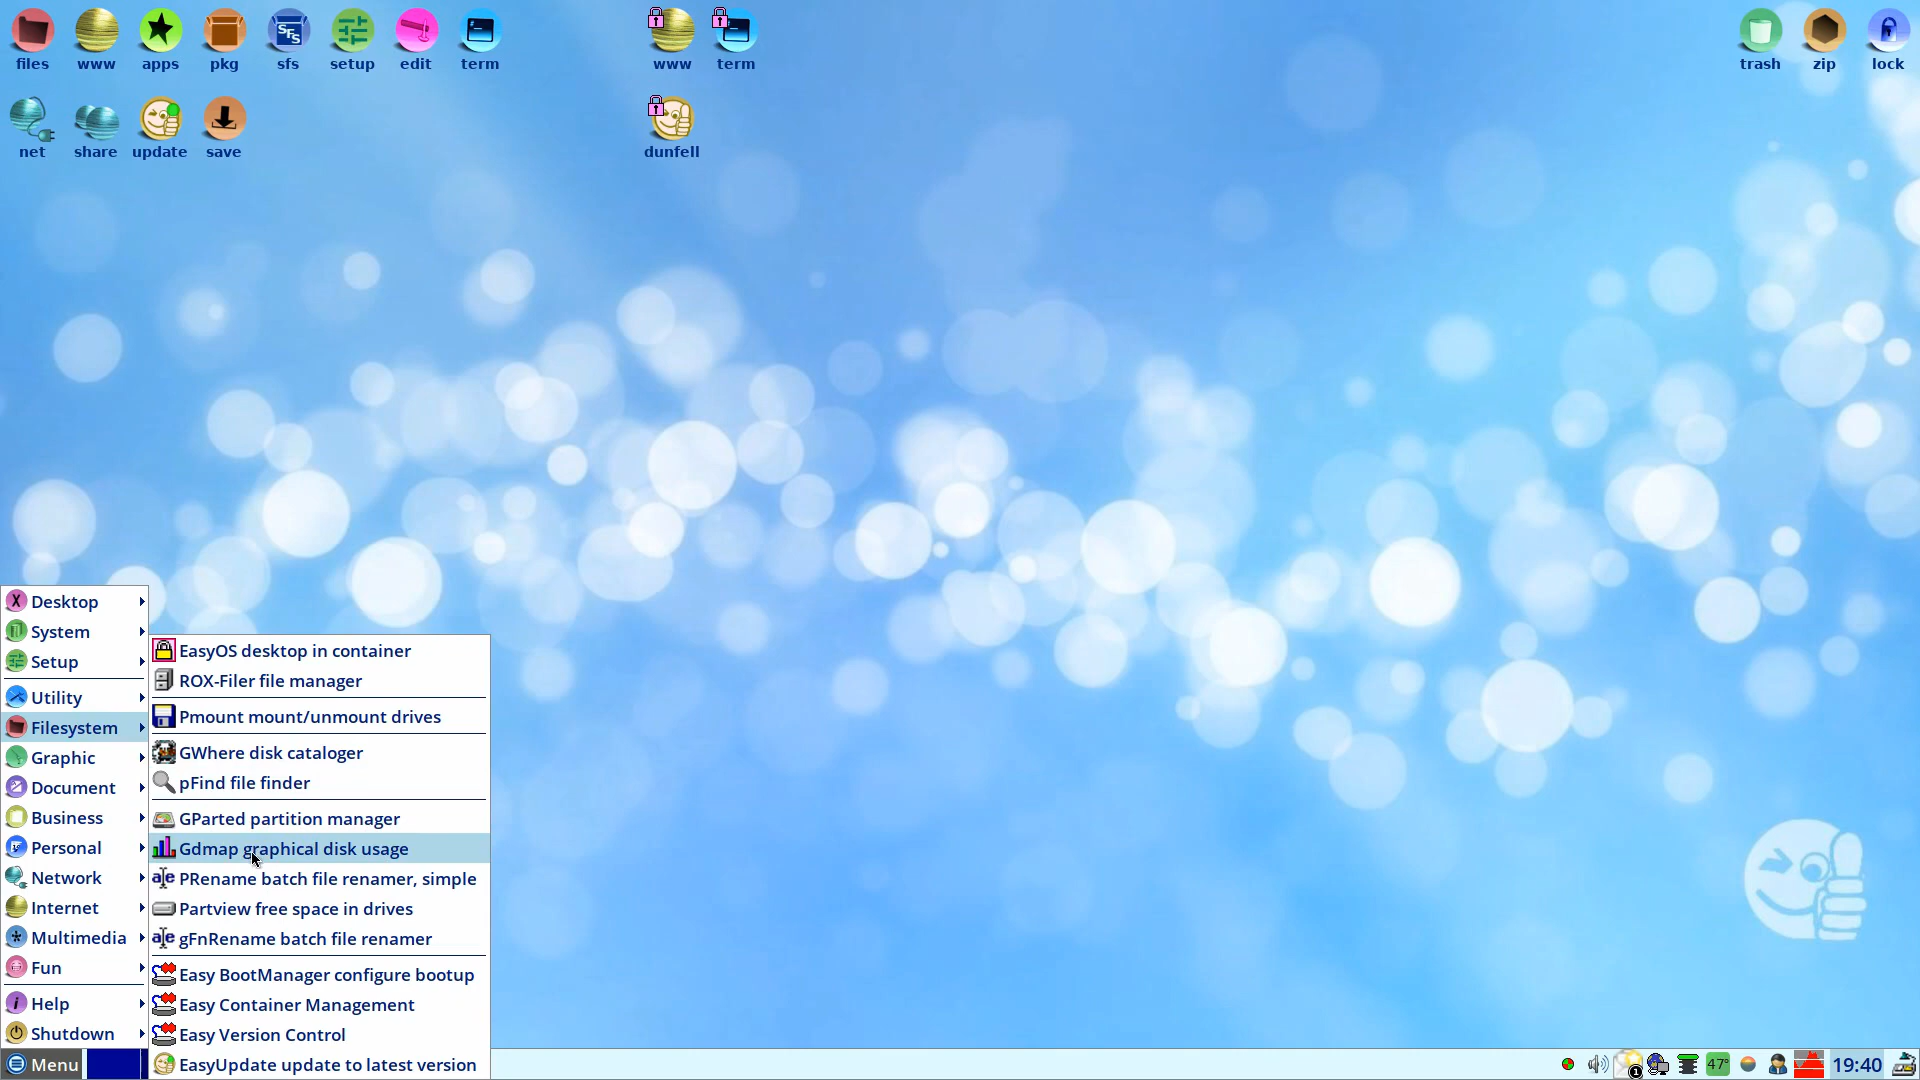 files www apps pkg sfs setup edit term www term trash zip lock
SFS
net share update save dunfell
Desktop
System
Setup
Utility
Filesystem
Graphic
Document
Business
Personal
Network
Internet
Multimedia
Fun
Help
Shutdown
Menu
EasyOS desktop in container
ROX-Filer file manager
Pmount mount/unmount drives
GWhere disk cataloger
pFind file finder
GParted partition manager
Gdmap graphical disk usage
PRename batch file renamer, simple
Partview free space in drives
gFnRename batch file renamer
Easy BootManager configure bootup
Easy Container Management
Easy Version Control
EasyUpdate update to latest version
1
47°
19:40